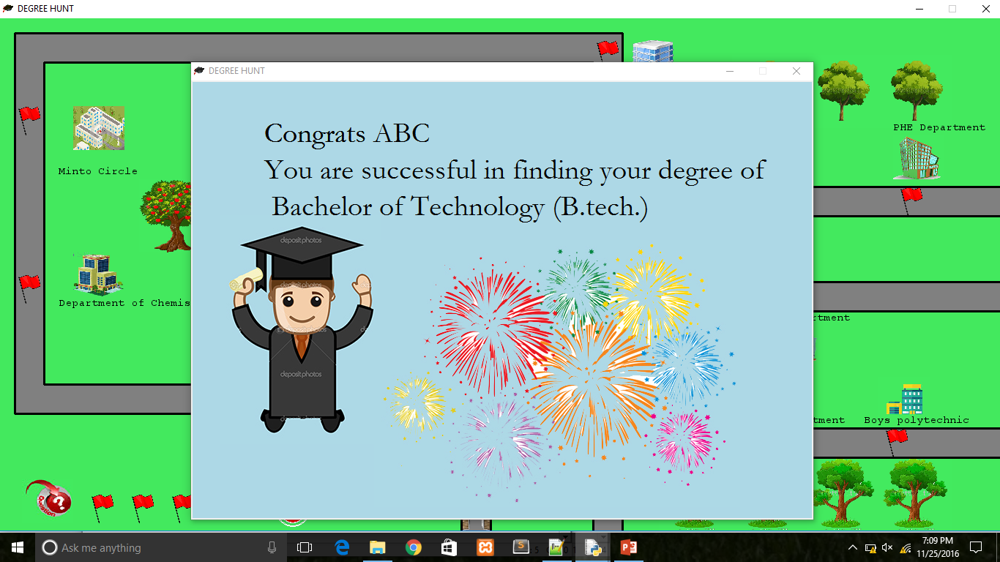 DEGREE HUNT
DEGREE HUNT
Congrats ABC
You are successful in finding your degree of
Bachelor of Technology (B.tech.)
depositphotos
depositphotos
Minto Circle
Department of Chemis
PHE Department
rtment
tment
Boys polytechnic
Question
?
Ask me anything
7:09 PM
11/25/2016